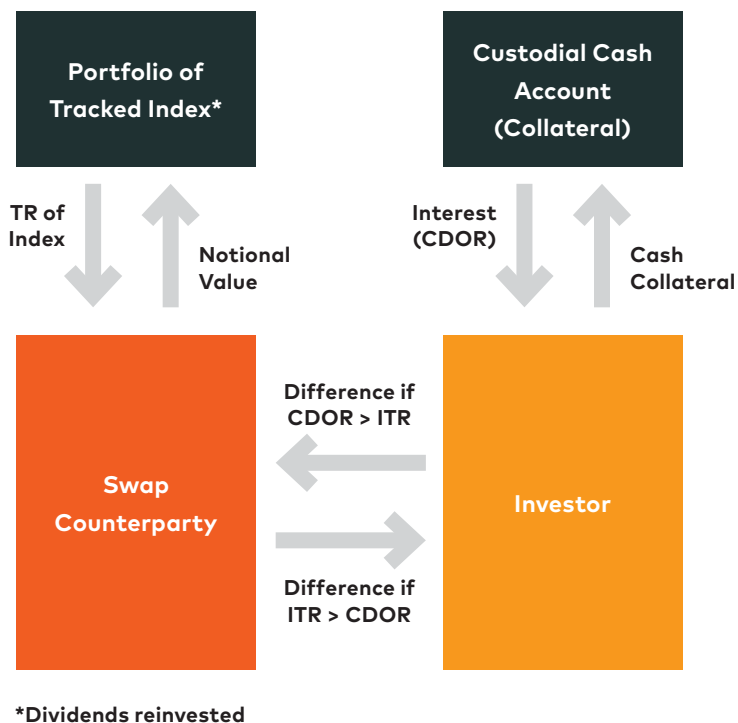 Portfolio of
Tracked Index*
Custodial Cash
Account
(Collateral)
TR of
Index
Notional
Value
Interest
(CDOR)
Cash
Collateral
Difference if
CDOR > ITR
Swap
Counterparty
Investor
Difference if
ITR > CDOR
*Dividends reinvested